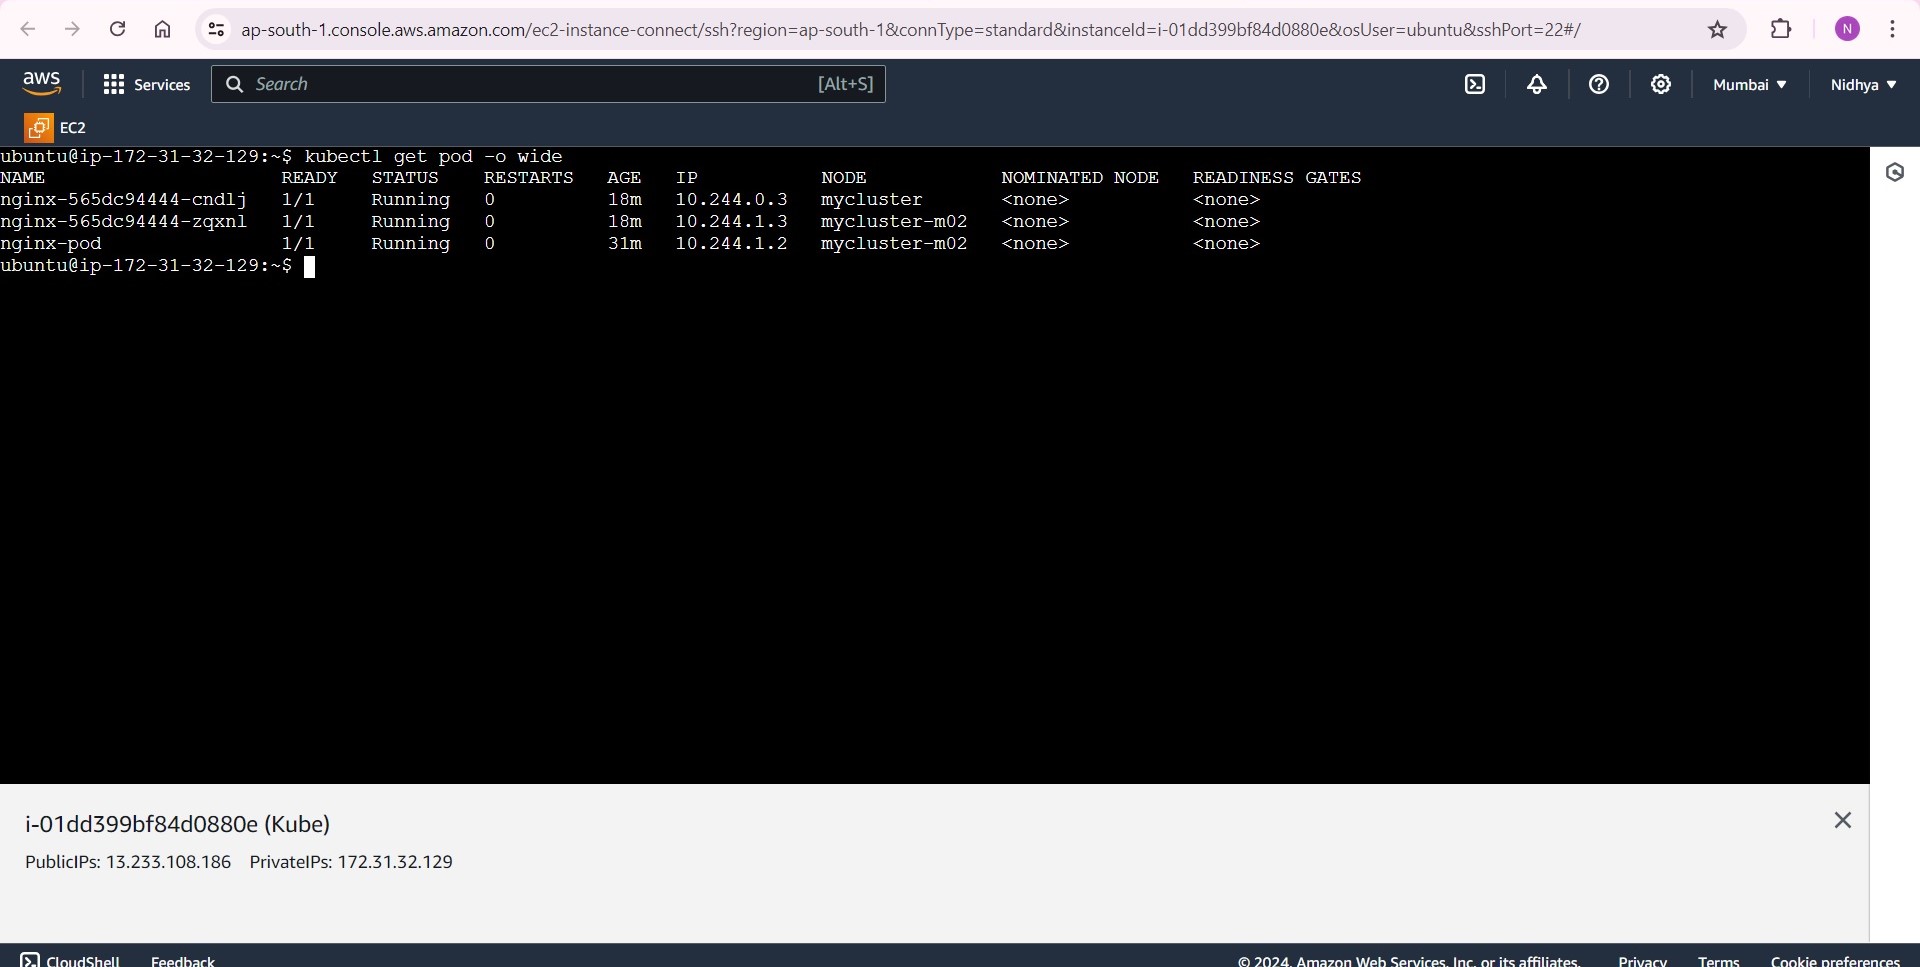 ap-south-1.console.aws.amazon.com/ec2-instance-connect/ssh?region=ap-south-1&connType=standard&instanceId=i-01dd399bf84d0880e&osUser=ubuntu&sshPort=22#/
N
aws Services Search [Alt+S] Mumbai Nidhya
EC2
ubuntu@ip-172-31-32-129:~$ kubectl get pod -o wide
NAME READY STATUS RESTARTS AGE IP NODE NOMINATED NODE READINESS GATES
nginx-565dc94444-cndlj 1/1 Running 0 18m 10.244.0.3 mycluster <none> <none>
nginx-565dc94444-zqxnl 1/1 Running 0 18m 10.244.1.3 mycluster-m02 <none> <none>
nginx-pod 1/1 Running 0 31m 10.244.1.2 mycluster-m02 <none> <none>
ubuntu@ip-172-31-32-129:~$
i-01dd399bf84d0880e (Kube)
PublicIPs: 13.233.108.186 PrivateIPs: 172.31.32.129
CloudShell Feedback © 2024, Amazon Web Services, Inc. or its affiliates. Privacy Terms Cookie preferences